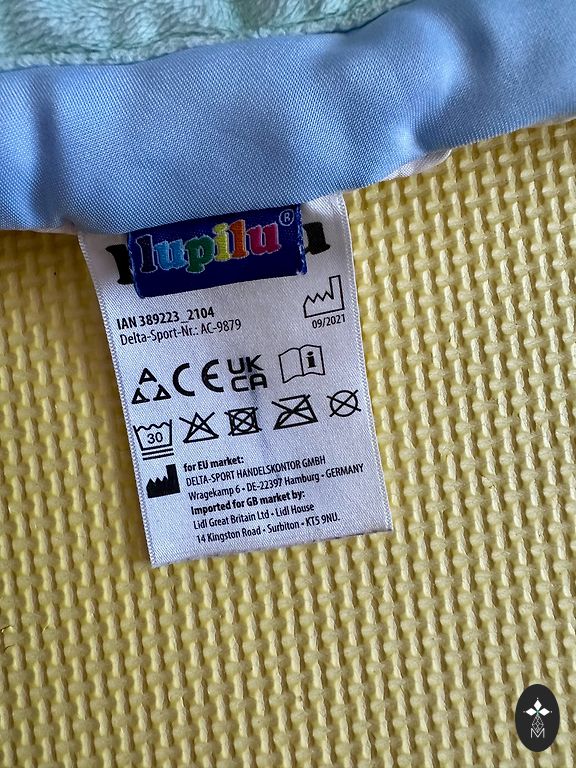 lupilu®
IAN 389223_2104
Delta-Sport-Nr.: AC-9879
09/2021
CE
UK
CA
i
30
for EU market:
DELTA-SPORT HANDELSKONTOR GMBH
Wragekamp 6 • DE-22397 Hamburg • GERMANY
Imported for GB market by:
Lidl Great Britain Ltd • Lidl House
14 Kingston Road • Surbiton • KT5 9NU.
M